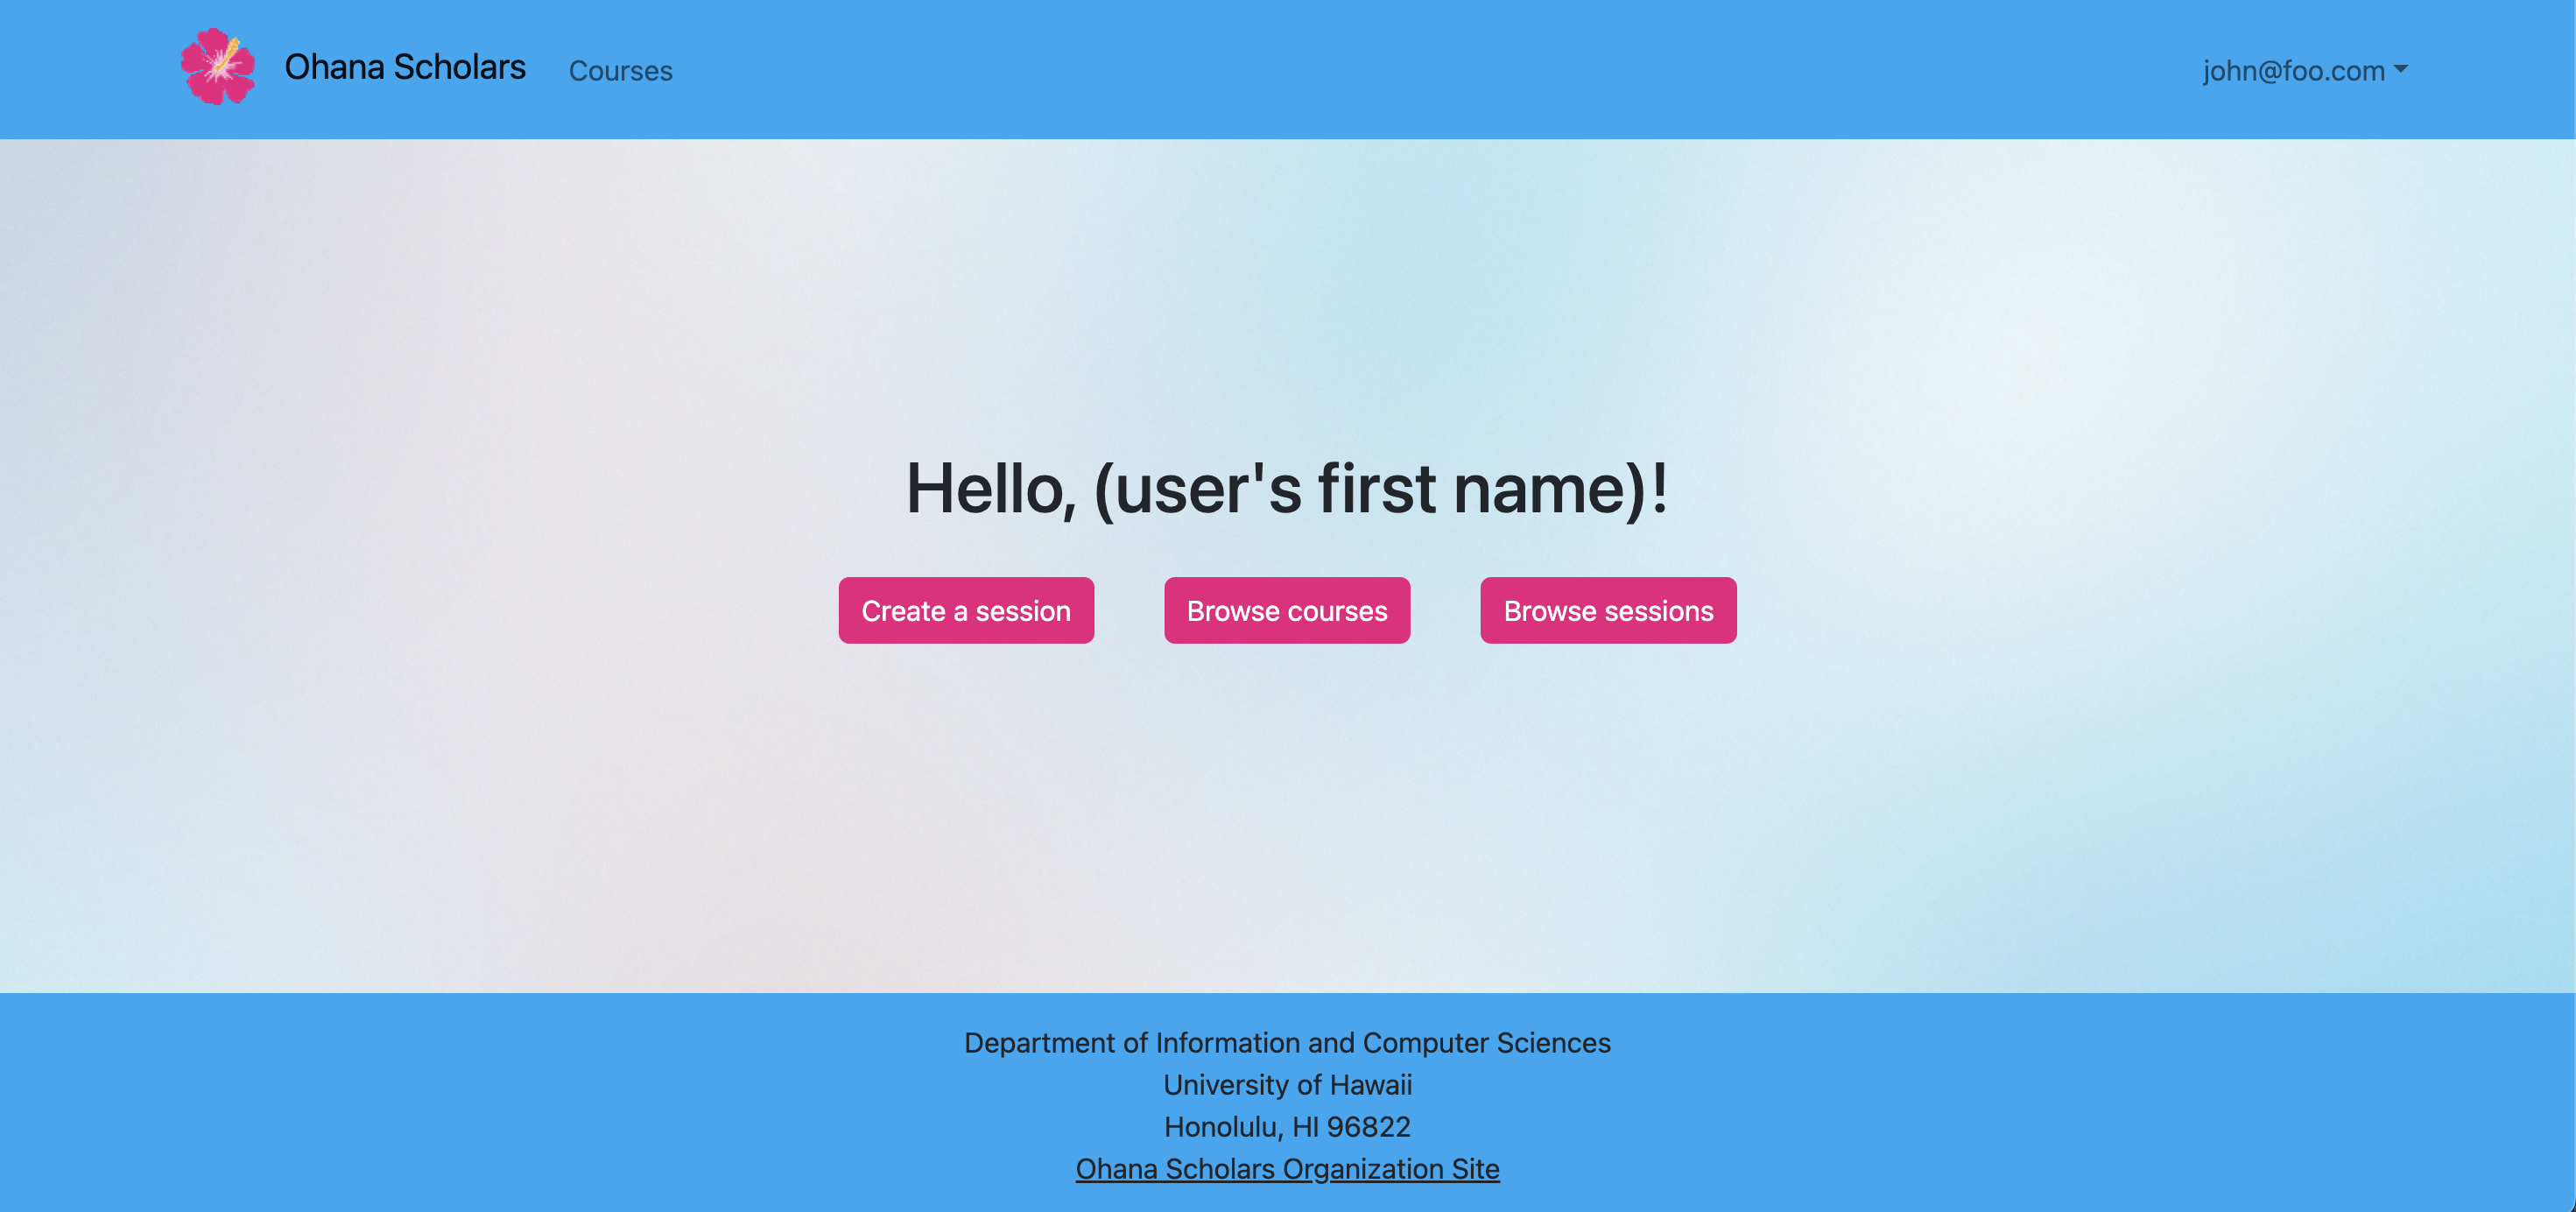 Ohana Scholars Courses john@foo.com
Hello, (user's first name)!
Create a session Browse courses Browse sessions
Department of Information and Computer Sciences
University of Hawaii
Honolulu, HI 96822
Ohana Scholars Organization Site